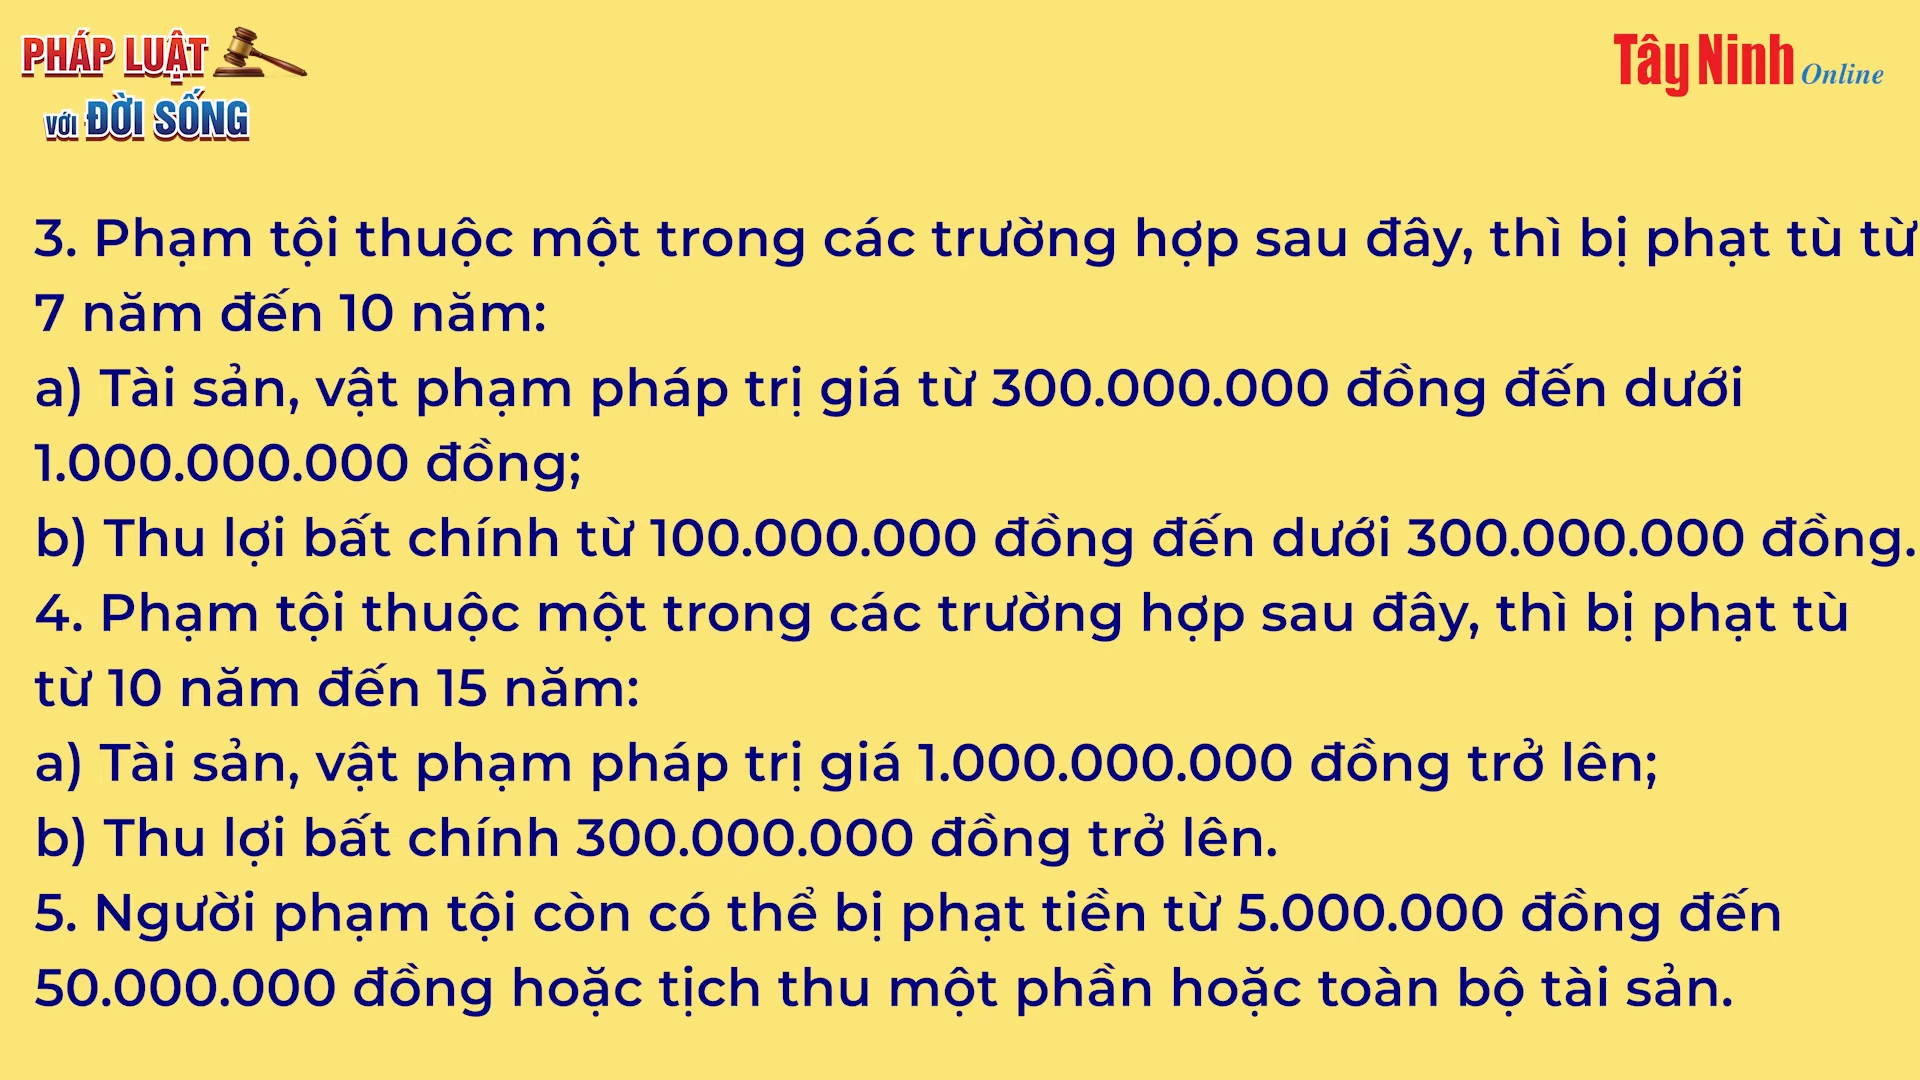 PHÁP LUẬT
với ĐỜI SỐNG
Tây Ninh Online
3. Phạm tội thuộc một trong các trường hợp sau đây, thì bị phạt tù từ
7 năm đến 10 năm:
a) Tài sản, vật phạm pháp trị giá từ 300.000.000 đồng đến dưới
1.000.000.000 đồng;
b) Thu lợi bất chính từ 100.000.000 đồng đến dưới 300.000.000 đồng.
4. Phạm tội thuộc một trong các trường hợp sau đây, thì bị phạt tù
từ 10 năm đến 15 năm:
a) Tài sản, vật phạm pháp trị giá 1.000.000.000 đồng trở lên;
b) Thu lợi bất chính 300.000.000 đồng trở lên.
5. Người phạm tội còn có thể bị phạt tiền từ 5.000.000 đồng đến
50.000.000 đồng hoặc tịch thu một phần hoặc toàn bộ tài sản.